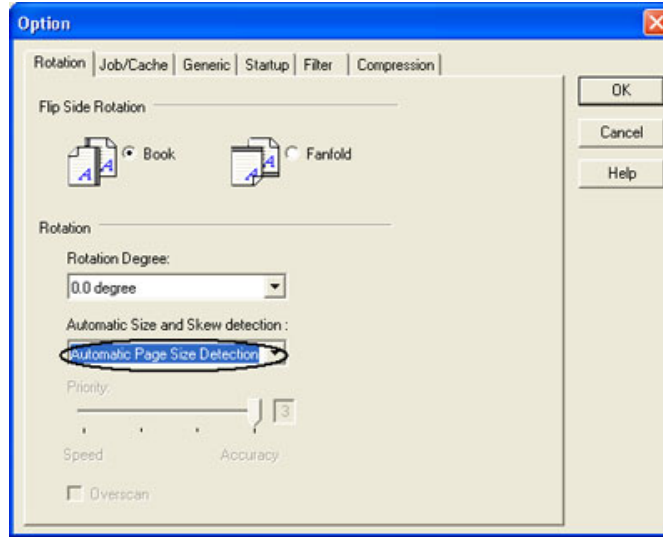 Option
Rotation Job/Cache Generic Startup Filter Compression
OK
Cancel
Help
Flip Side Rotation
A A Book A Fanfold
Rotation
Rotation Degree:
0.0 degree
Automatic Size and Skew detection :
Automatic Page Size Detection
Priority:
3
Speed Accuracy
Overscan